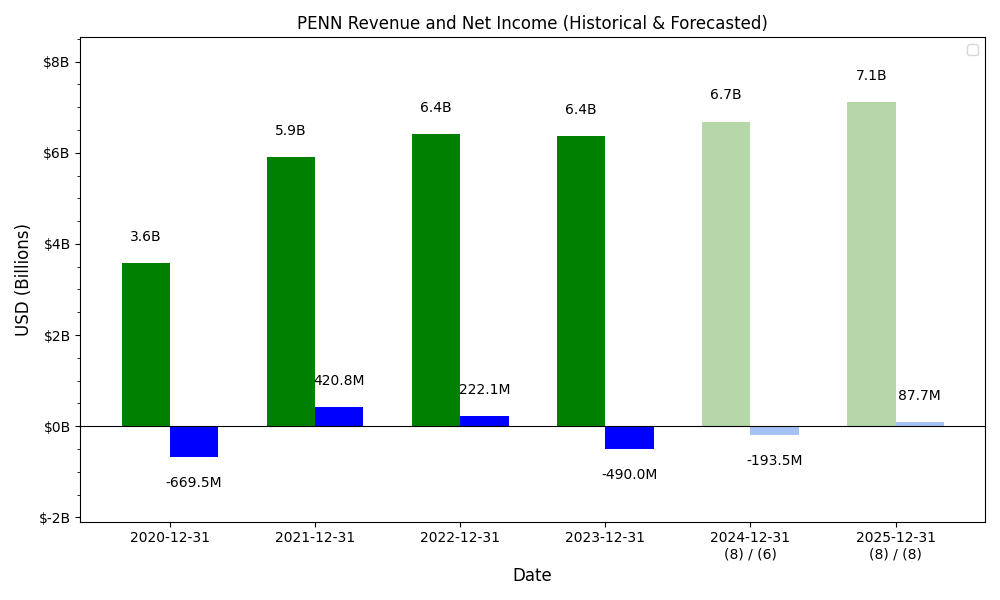 PENN Revenue and Net Income (Historical & Forecasted)
$8B
$6B
$4B
$2B
$0B
$-2B
USD (Billions)
3.6B
5.9B
6.4B
6.4B
6.7B
7.1B
-669.5M
420.8M
222.1M
-490.0M
-193.5M
87.7M
2020-12-31
2021-12-31
2022-12-31
2023-12-31
2024-12-31
(8) / (6)
2025-12-31
(8) / (8)
Date